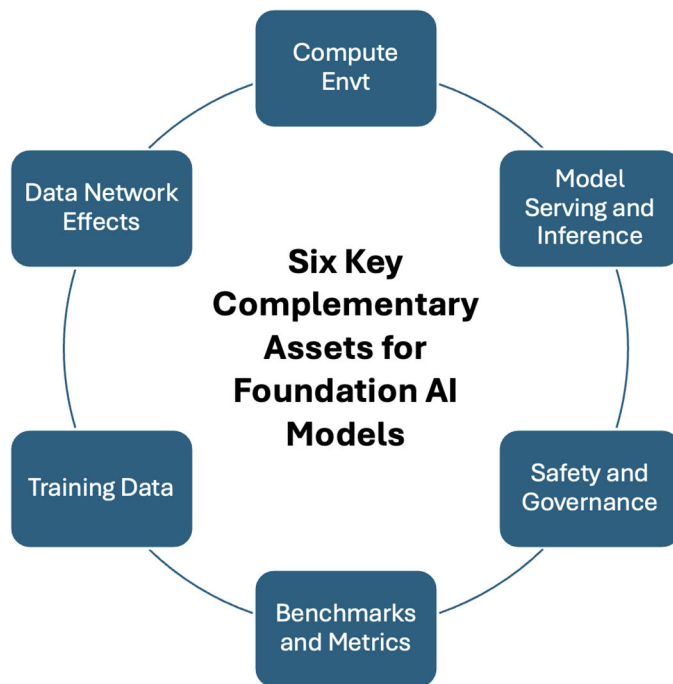 Compute
Envt
Model
Serving and
Inference
Safety and
Governance
Benchmarks
and Metrics
Training Data
Data Network
Effects
Six Key
Complementary
Assets for
Foundation AI
Models